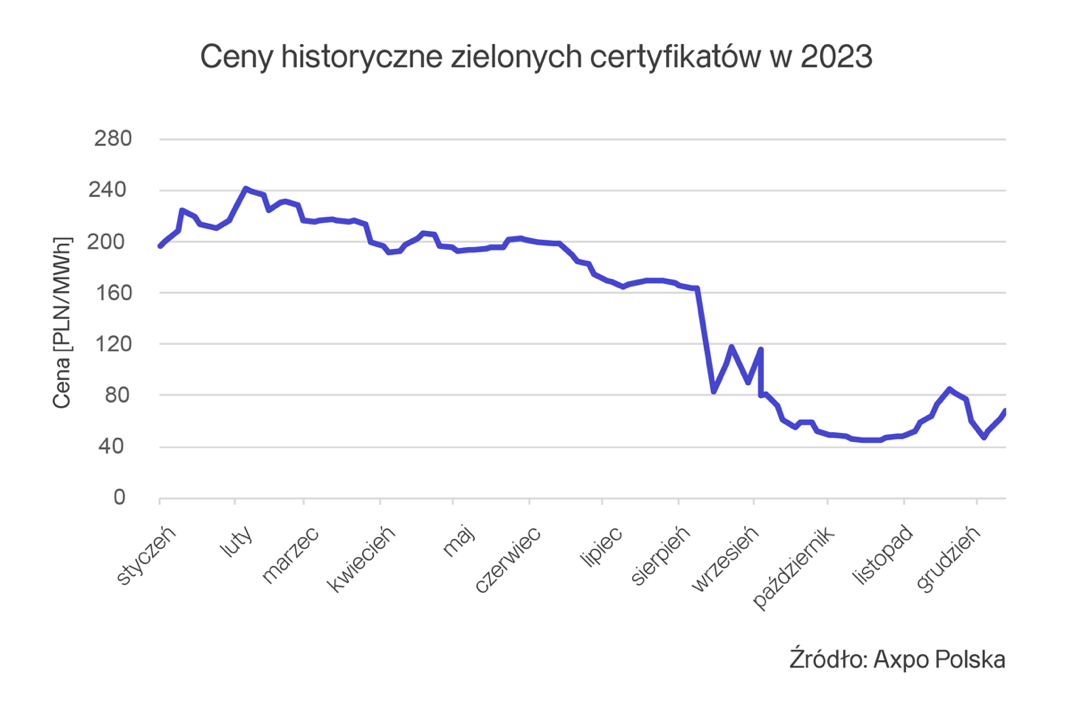 Ceny historyczne zielonych certyfikatów w 2023
Cena [PLN/MWh]
280
240
200
160
120
80
40
0
styczeń
luty
marzec
kwiecień
maj
czerwiec
lipiec
sierpień
wrzesień
październik
listopad
grudzień
Źródło: Axpo Polska